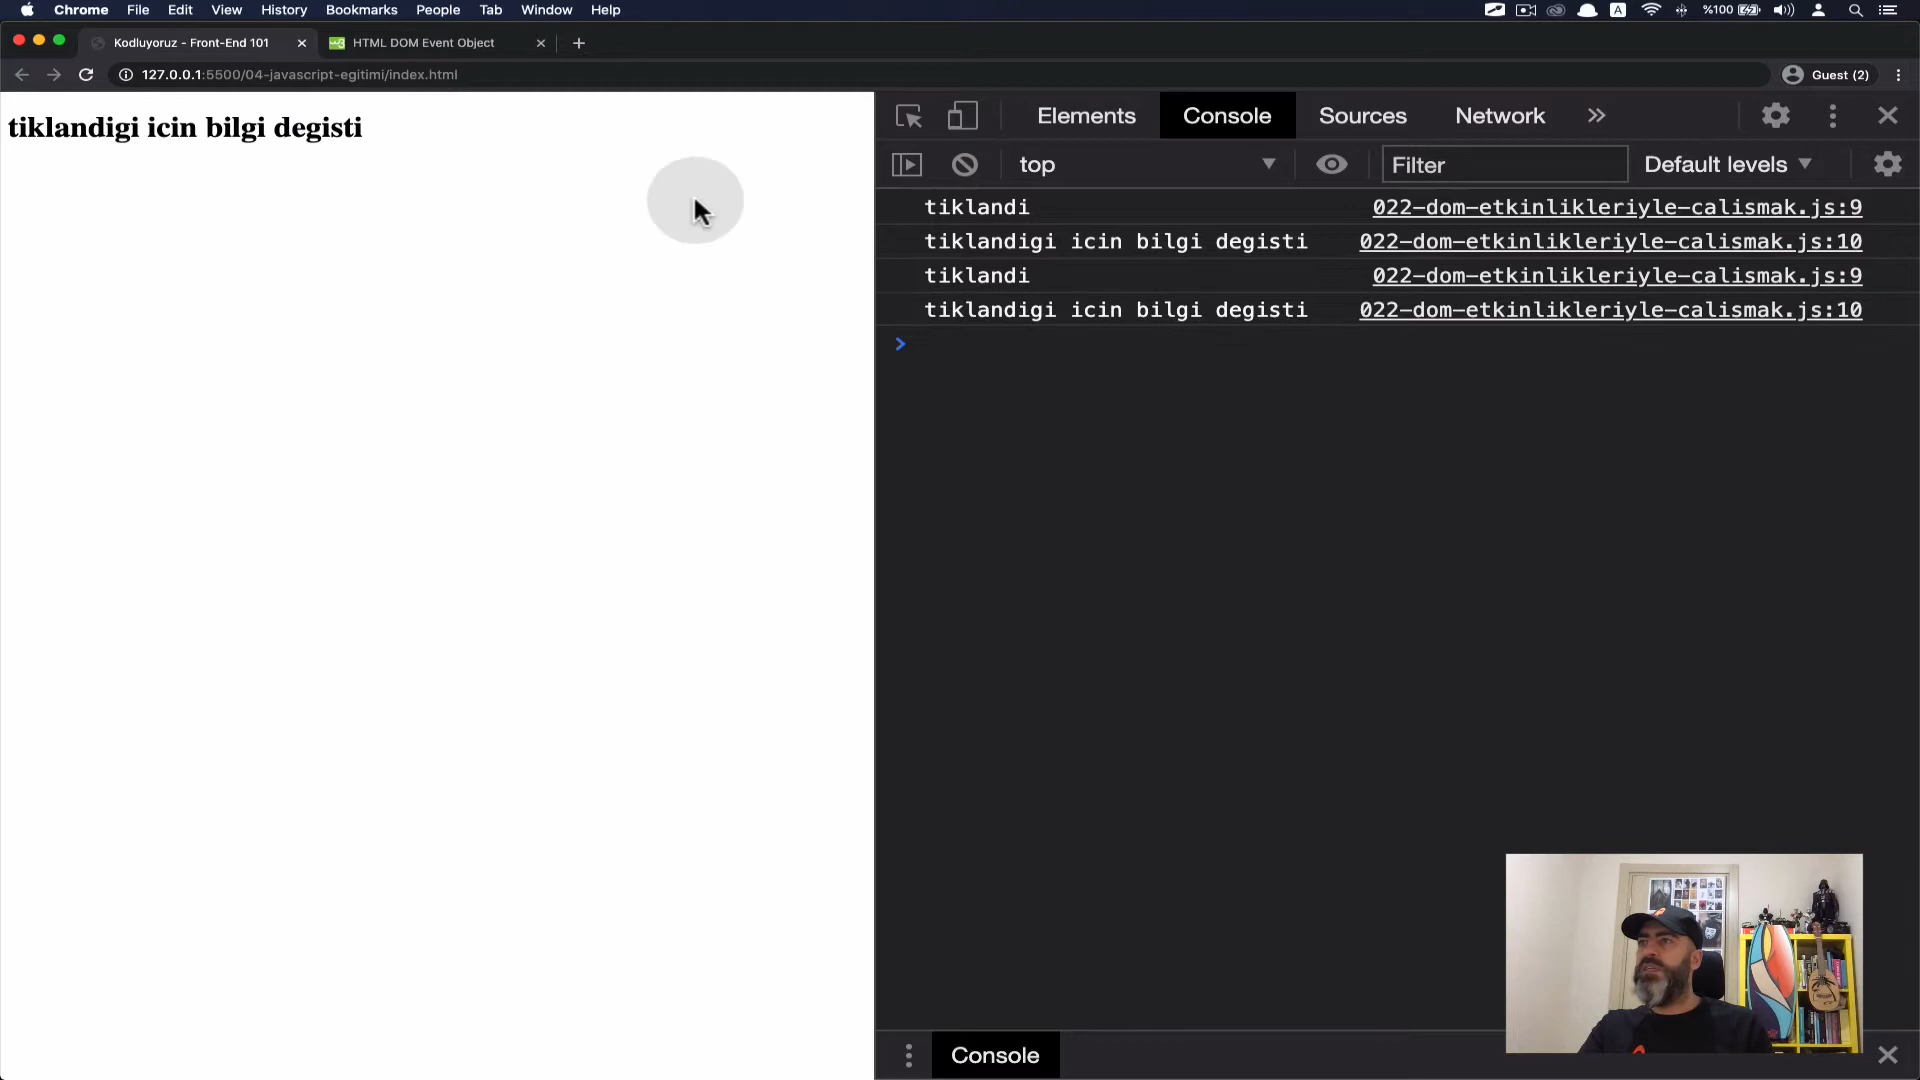 Chrome File Edit View History Bookmarks People Tab Window Help A %100
Kodluyoruz - Front-End 101 HTML DOM Event Object
127.0.0.1:5500/04-javascript-egitimi/index.html Guest (2)
tiklandigi icin bilgi degisti
Elements Console Sources Network
top Filter Default levels
tiklandi 022-dom-etkinlikleriyle-calismak.js:9
tiklandigi icin bilgi degisti 022-dom-etkinlikleriyle-calismak.js:10
tiklandi 022-dom-etkinlikleriyle-calismak.js:9
tiklandigi icin bilgi degisti 022-dom-etkinlikleriyle-calismak.js:10
Console